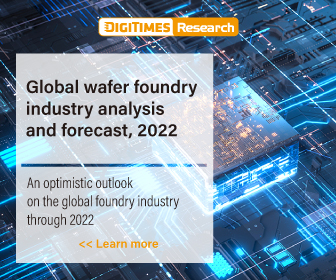 DIGITIMES Research
Global wafer foundry
industry analysis
and forecast, 2022
An optimistic outlook
on the global foundry industry
through 2022
<< Learn more